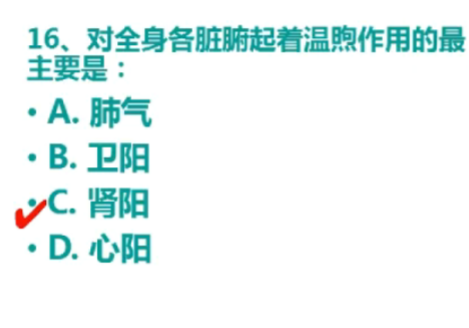 16、对全身各脏腑起着温煦作用的最
主要是：
• A. 肺气
• B. 卫阳
• C. 肾阳
• D. 心阳